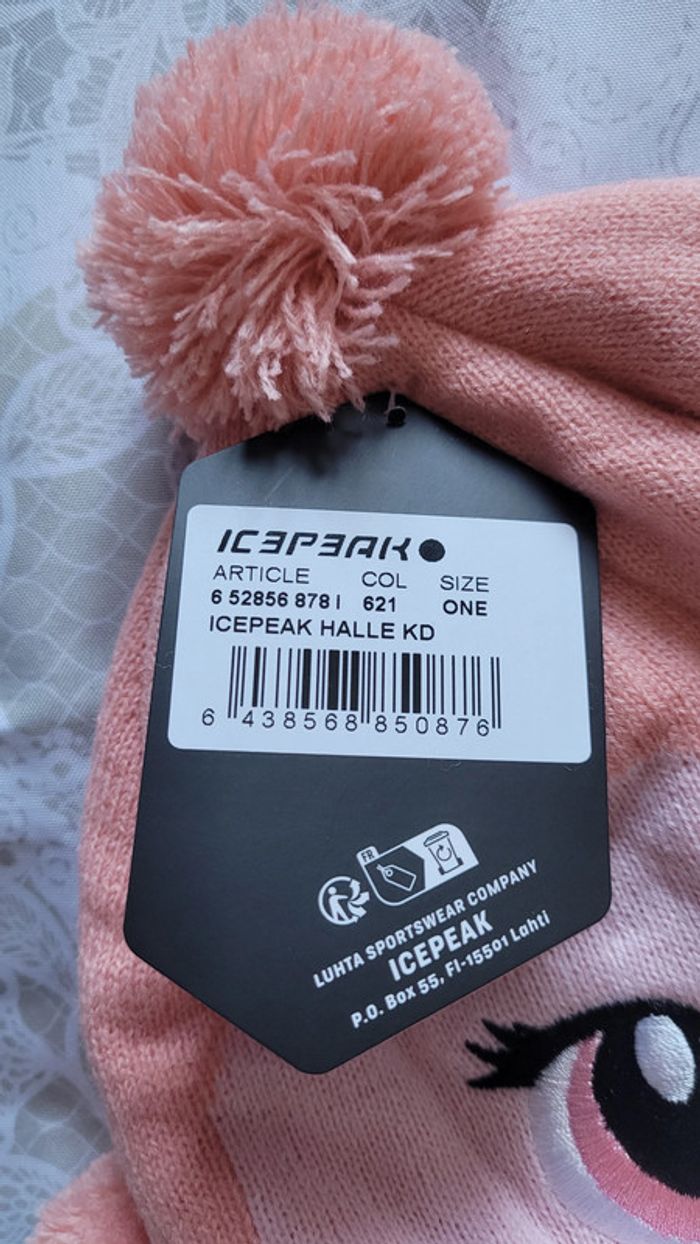 ICEPEAK
ARTICLE COL SIZE
6 52856 878 I 621 ONE
ICEPEAK HALLE KD
6 438568 850876
FR
LUHTA SPORTSWEAR COMPANY
ICEPEAK
P.O. Box 55, FI-15501 Lahti